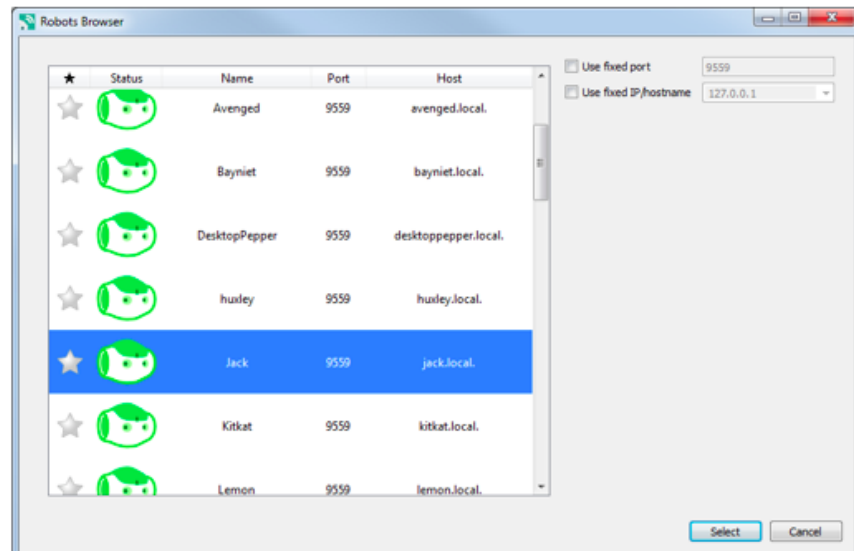 Robots Browser
★ Status Name Port Host
Avenged 9559 avenged.local.
Bayniet 9559 bayniet.local.
DesktopPepper 9559 desktoppepper.local.
huxley 9559 huxley.local.
Jack 9559 jack.local.
Kitkat 9559 kitkat.local.
Lemon 9559 lemon.local.
Use fixed port 9559
Use fixed IP/hostname 127.0.0.1
Select Cancel